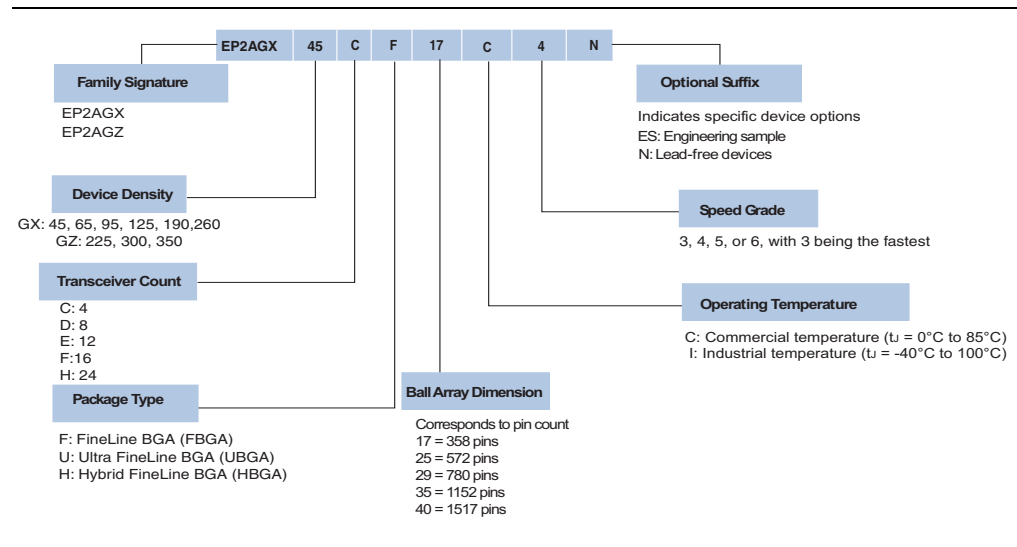 EP2AGX 45 C F 17 C 4 N
Family Signature
EP2AGX
EP2AGZ
Optional Suffix
Indicates specific device options
ES: Engineering sample
N: Lead-free devices
Device Density
GX: 45, 65, 95, 125, 190,260
GZ: 225, 300, 350
Speed Grade
3, 4, 5, or 6, with 3 being the fastest
Transceiver Count
C: 4
D: 8
E: 12
F:16
H: 24
Operating Temperature
C: Commercial temperature (tJ = 0°C to 85°C)
I: Industrial temperature (tJ = -40°C to 100°C)
Package Type
F: FineLine BGA (FBGA)
U: Ultra FineLine BGA (UBGA)
H: Hybrid FineLine BGA (HBGA)
Ball Array Dimension
Corresponds to pin count
17 = 358 pins
25 = 572 pins
29 = 780 pins
35 = 1152 pins
40 = 1517 pins